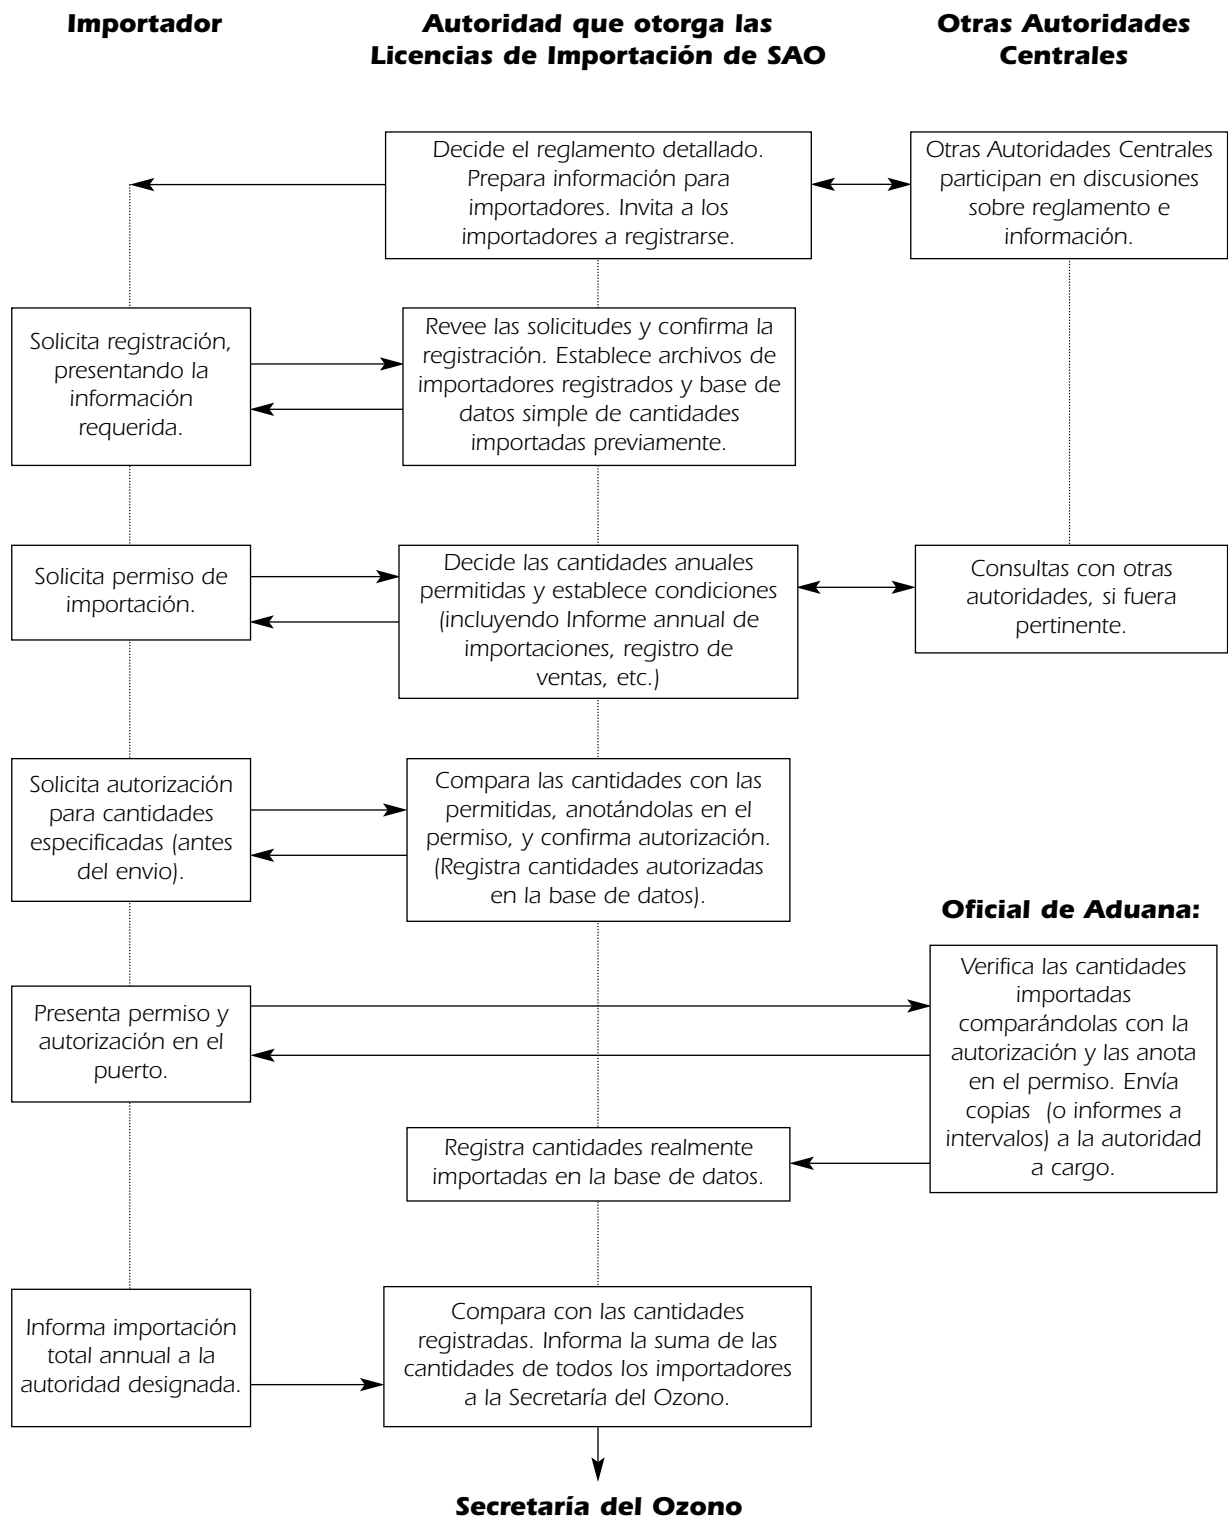 Importador
Autoridad que otorga las
Licencias de Importación de SAO
Otras Autoridades
Centrales
Decide el reglamento detallado.
Prepara información para
importadores. Invita a los
importadores a registrarse.
Otras Autoridades Centrales
participan en discusiones
sobre reglamento e
información.
Solicita registración,
presentando la
información
requerida.
Revee las solicitudes y confirma la
registración. Establece archivos de
importadores registrados y base de
datos simple de cantidades
importadas previamente.
Solicita permiso de
importación.
Decide las cantidades anuales
permitidas y establece condiciones
(incluyendo Informe annual de
importaciones, registro de
ventas, etc.)
Consultas con otras
autoridades, si fuera
pertinente.
Solicita autorización
para cantidades
especificadas (antes
del envio).
Compara las cantidades con las
permitidas, anotándolas en el
permiso, y confirma autorización.
(Registra cantidades autorizadas
en la base de datos).
Oficial de Aduana:
Presenta permiso y
autorización en el
puerto.
Verifica las cantidades
importadas
comparándolas con la
autorización y las anota
en el permiso. Envía
copias (o informes a
intervalos) a la autoridad
a cargo.
Registra cantidades realmente
importadas en la base de datos.
Informa importación
total annual a la
autoridad designada.
Compara con las cantidades
registradas. Informa la suma de las
cantidades de todos los importadores
a la Secretaría del Ozono.
Secretaría del Ozono